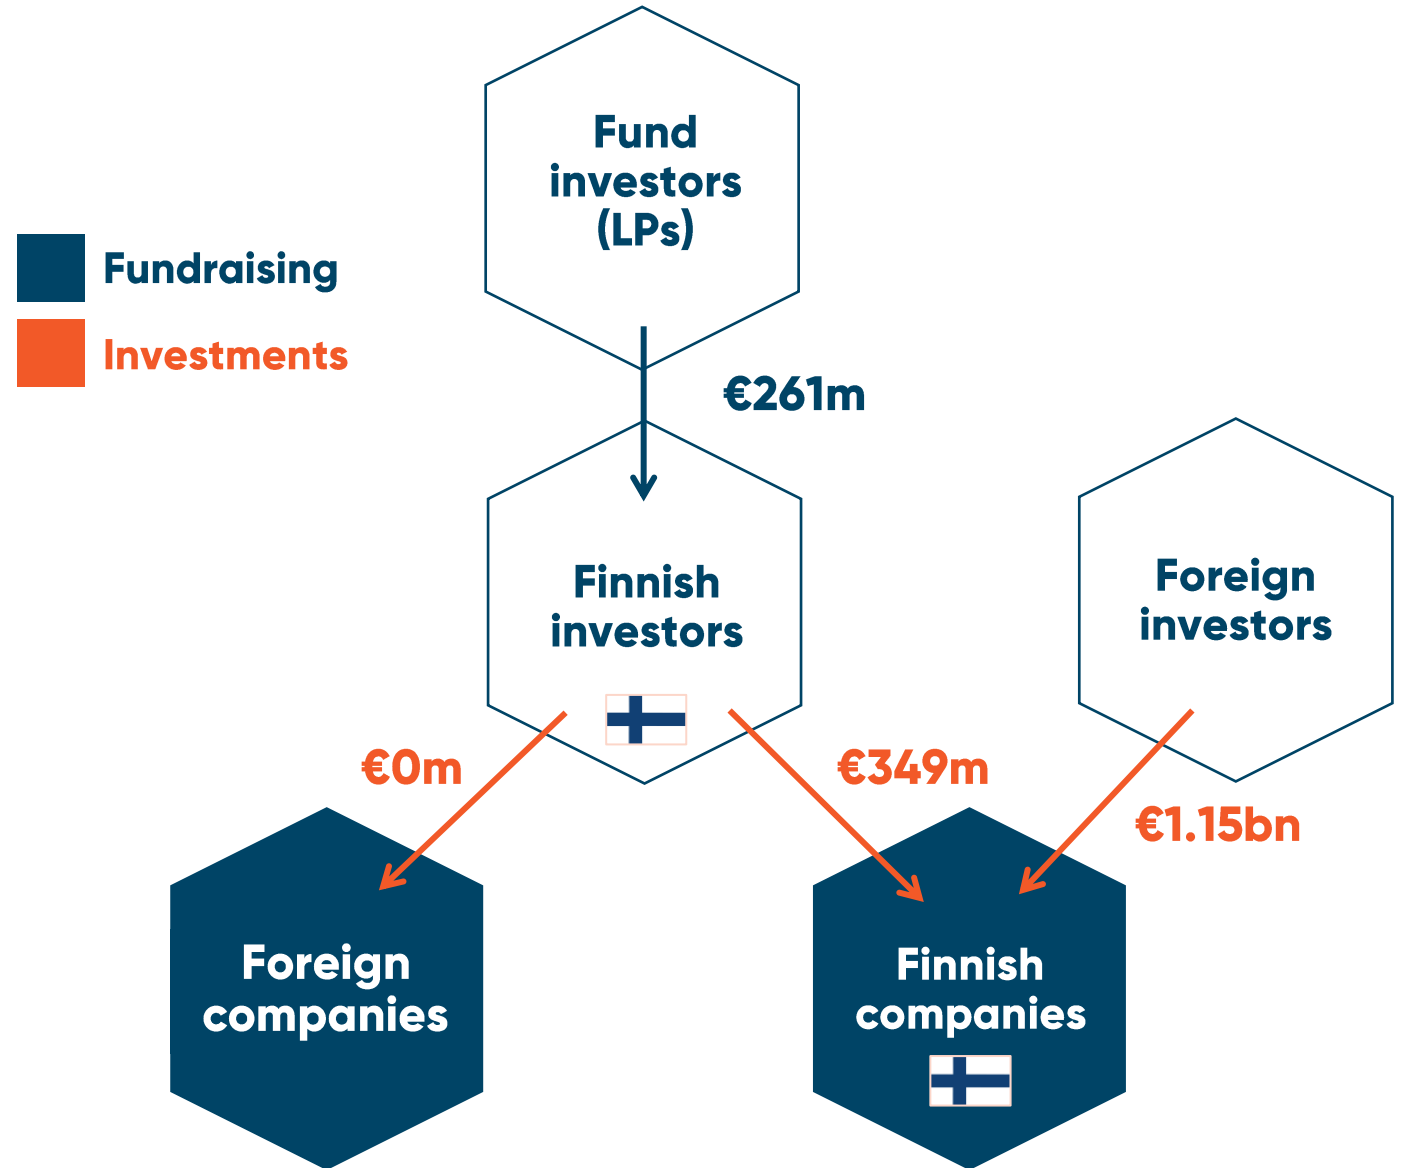 Fund
investors
(LPs)
Fundraising
Investments
€261m
Finnish
investors
Foreign
investors
€0m
€349m
€1.15bn
Foreign
companies
Finnish
companies